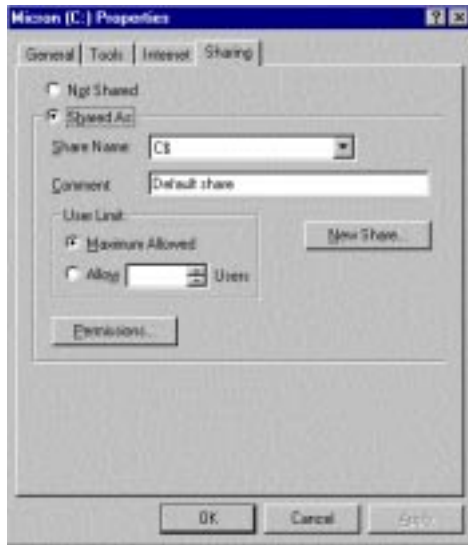 Micron (C:) Properties
General Tools Internet Sharing
Not Shared
Shared As:
Share Name: C$
Comment: Default share
User Limit:
Maximum Allowed
Allow Users
New Share...
Permissions...
OK Cancel Apply